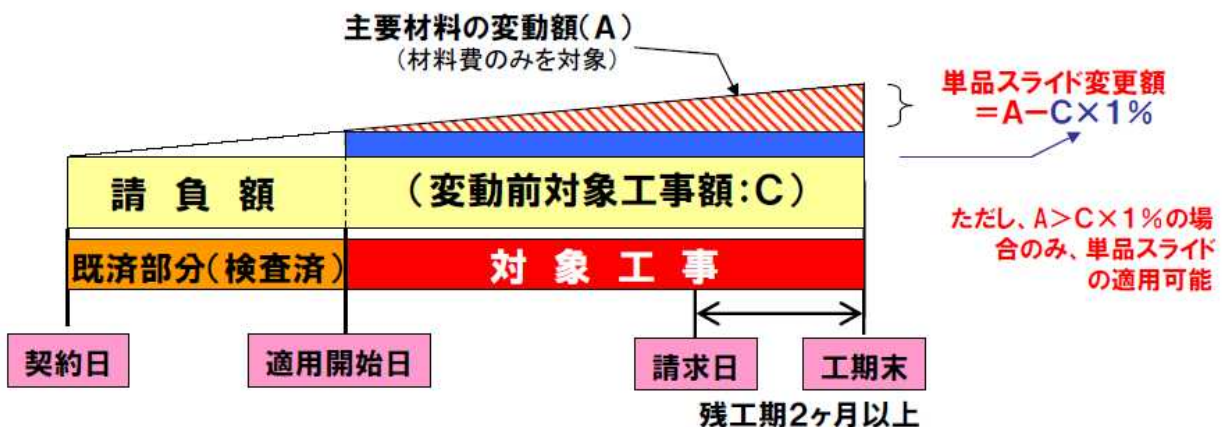 主要材料の変動額(A)
(材料費のみを対象)
単品スライド変更額
=A-C×1%
請負額
(変動前対象工事額:C)
ただし、A>C×1%の場
合のみ、単品スライド
の適用可能
既済部分(検査済)
対象工事
契約日
適用開始日
請求日
工期末
残工期2ヶ月以上